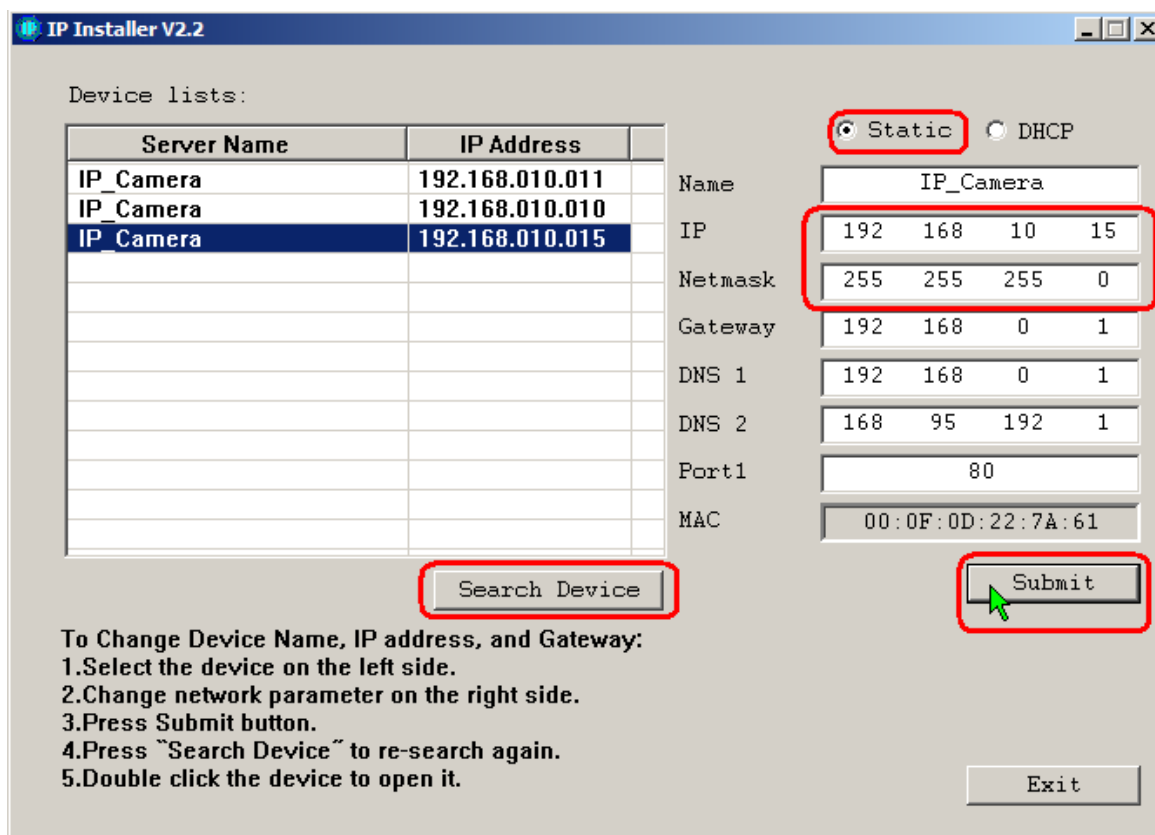 IP Installer V2.2
Device lists:
Server Name IP Address
IP_Camera 192.168.010.011
IP_Camera 192.168.010.010
IP_Camera 192.168.010.015
Search Device
Static DHCP
Name IP_Camera
IP 192 168 10 15
Netmask 255 255 255 0
Gateway 192 168 0 1
DNS 1 192 168 0 1
DNS 2 168 95 192 1
Port1 80
MAC 00:0F:0D:22:7A:61
Submit
To Change Device Name, IP address, and Gateway:
1.Select the device on the left side.
2.Change network parameter on the right side.
3.Press Submit button.
4.Press ˜Search Device˝ to re-search again.
5.Double click the device to open it.
Exit